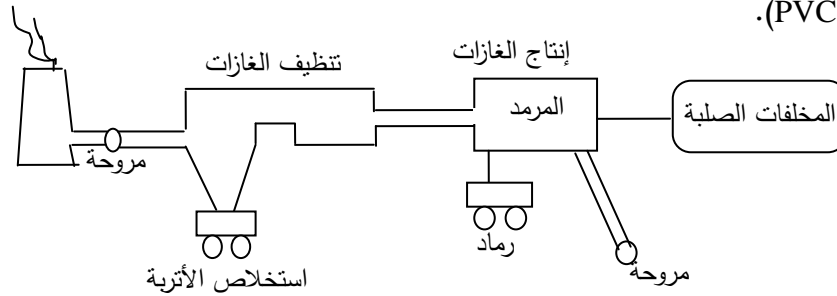 PVC).
إنتاج الغازات
تنظيف الغازات
المرمد
المخلفات الصلبة
مروحة
رماد
مروحة
استخلاص الأتربة